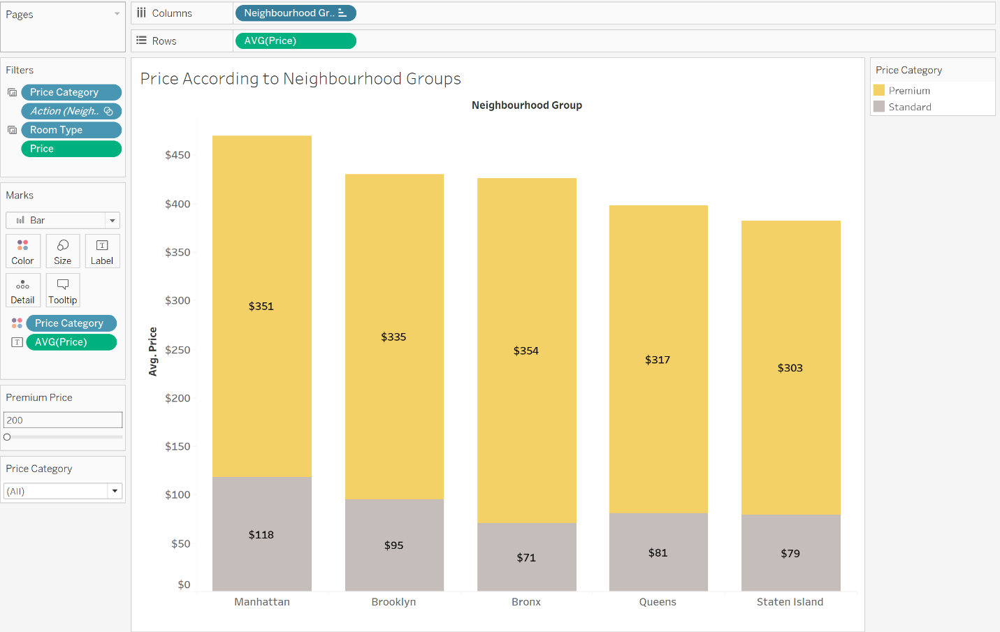 Pages
Columns
Neighbourhood Gr..
Rows
AVG(Price)
Filters
Price Category
Action (Neigh..
Room Type
Price
Marks
Bar
Color
Size
T
Label
Detail
Tooltip
Price Category
T
AVG(Price)
Premium Price
200
Price Category
(All)
Price According to Neighbourhood Groups
Neighbourhood Group
Avg. Price
$450
$400
$350
$300
$250
$200
$150
$100
$50
$0
$351
$335
$354
$317
$303
$118
$95
$71
$81
$79
Manhattan
Brooklyn
Bronx
Queens
Staten Island
Price Category
Premium
Standard